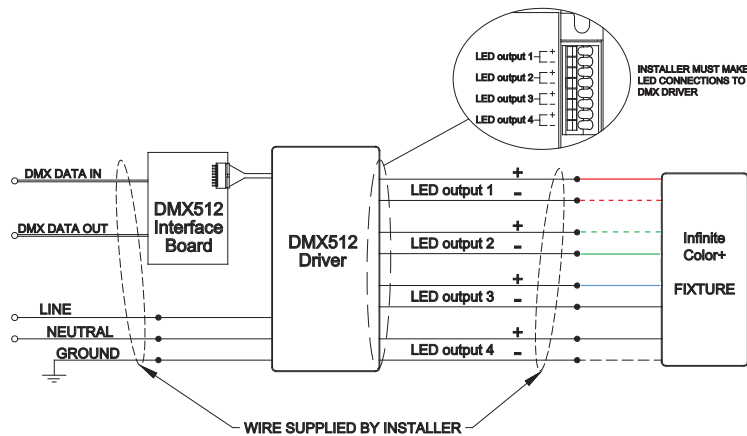 LED output 1 + -
LED output 2 + -
LED output 3 + -
LED output 4 + -
INSTALLER MUST MAKE
LED CONNECTIONS TO
DMX DRIVER
DMX DATA IN
DMX DATA OUT
DMX512
Interface
Board
LINE
NEUTRAL
GROUND
DMX512
Driver
+
LED output 1
-
+
LED output 2
-
+
LED output 3
-
+
LED output 4
-
Infinite
Color+
FIXTURE
WIRE SUPPLIED BY INSTALLER